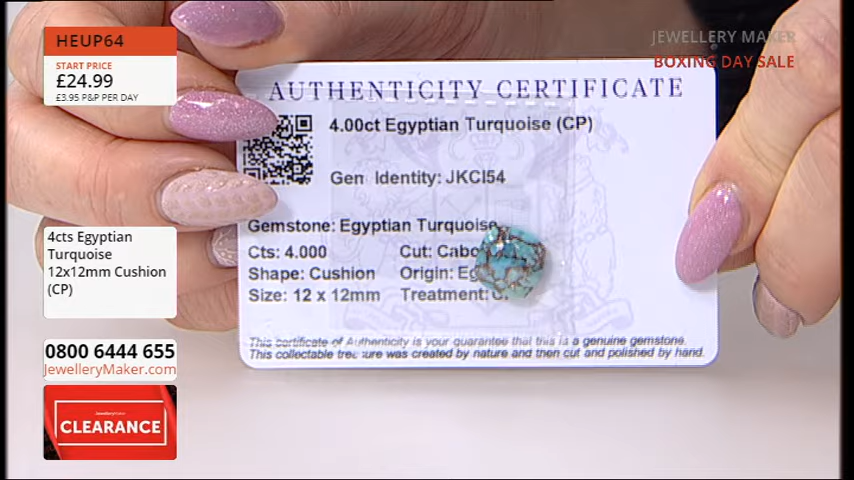 HEUP64
START PRICE
£24.99
£3.95 P&P PER DAY
JEWELLERY MAKER
BOXING DAY SALE
AUTHENTICITY CERTIFICATE
4.00ct Egyptian Turquoise (CP)
Gen Identity: JKCI54
Gemstone: Egyptian Turquoise
Cts: 4.000 Cut: Cabo
Shape: Cushion Origin: Eg
Size: 12 x 12mm Treatment:
This certificate of Authenticity is your guarantee that this is a genuine gemstone.
This collectable treasure was created by nature and then cut and polished by hand.
4cts Egyptian
Turquoise
12x12mm Cushion
(CP)
0800 6444 655
JewelleryMaker.com
JewelleryMaker
CLEARANCE